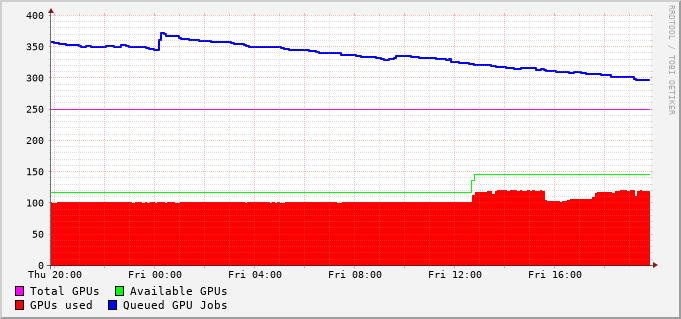 400
350
300
250
200
150
100
50
0
Thu 20:00 Fri 00:00 Fri 04:00 Fri 08:00 Fri 12:00 Fri 16:00
Total GPUs Available GPUs
GPUs used Queued GPU Jobs
RRDTOOL / TOBI OETIKER